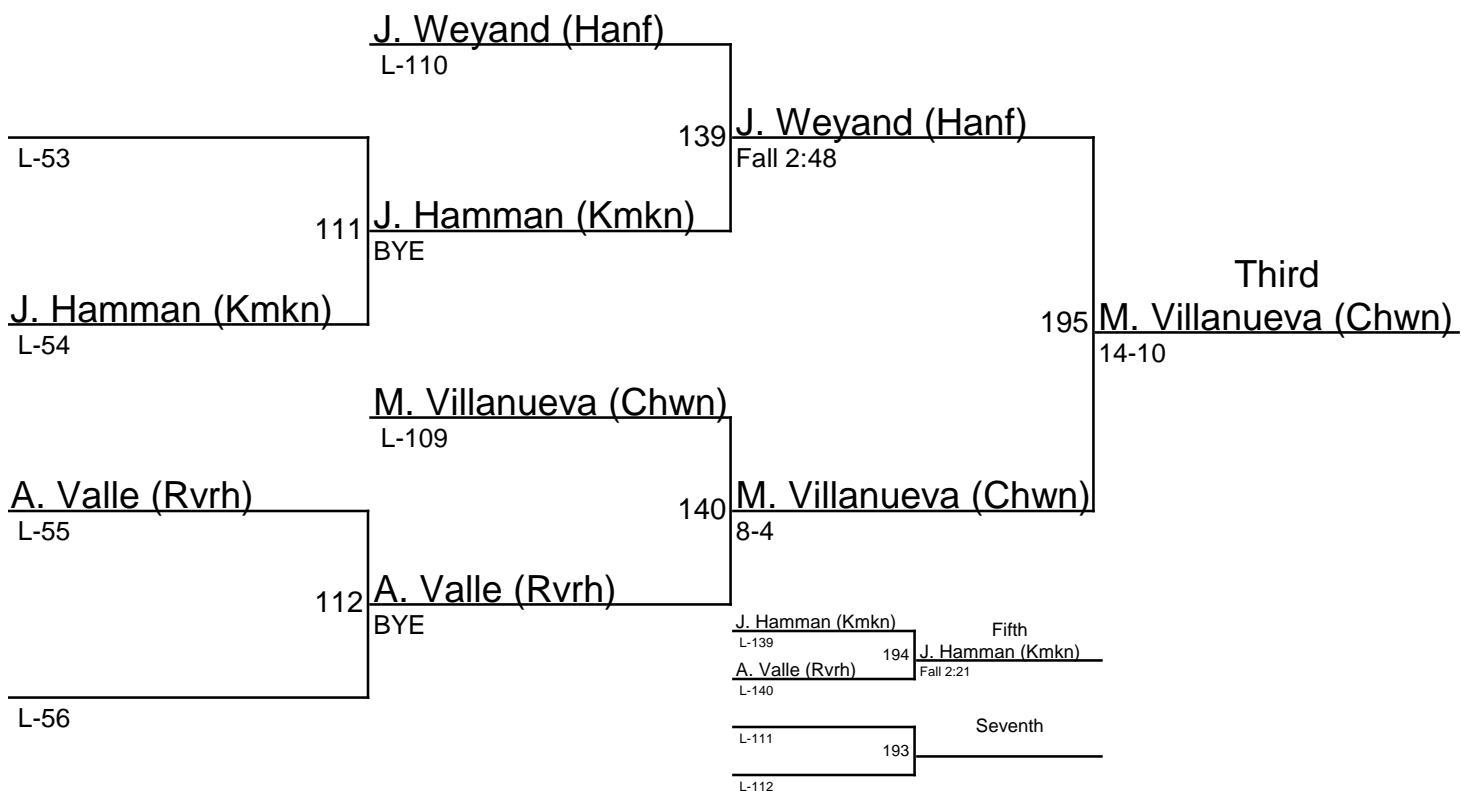 J. Weyand (Hanf)
L-110
139 J. Weyand (Hanf)
Fall 2:48
L-53
111 J. Hamman (Kmkn)
BYE
J. Hamman (Kmkn)
L-54
Third
195 M. Villanueva (Chwn)
14-10
M. Villanueva (Chwn)
L-109
A. Valle (Rvrh)
L-55
140 M. Villanueva (Chwn)
8-4
112 A. Valle (Rvrh)
BYE
L-56
J. Hamman (Kmkn)
L-139
Fifth
194 J. Hamman (Kmkn)
Fall 2:21
A. Valle (Rvrh)
L-140
L-111
Seventh
193
L-112